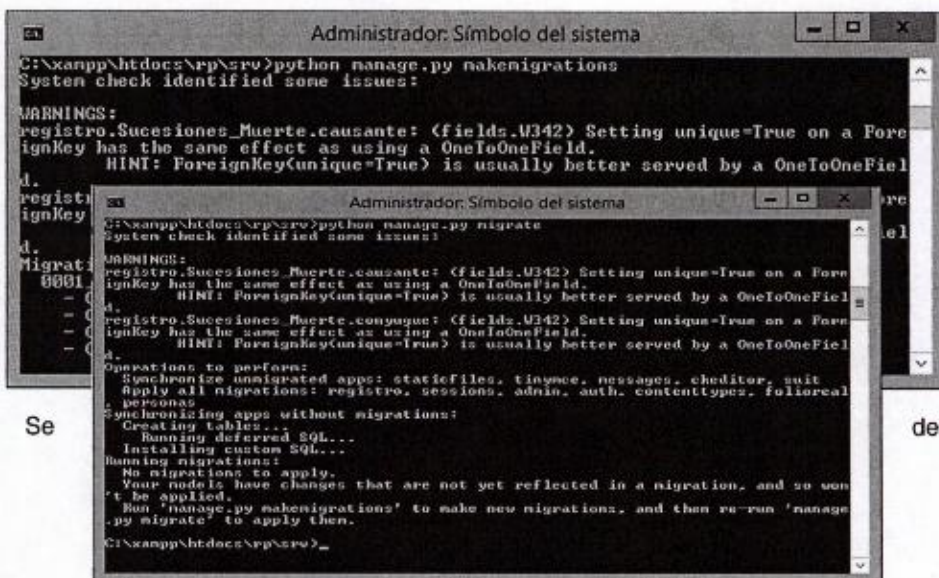 Administrador: Símbolo del sistema
C:\xampp\htdocs\rp\srv>python manage.py makemigrations
System check identified some issues:
WARNINGS:
registro.Sucesiones_Muerte.causante: (fields.W342) Setting unique=True on a Fore
ignKey has the same effect as using a OneToOneField.
HINT: ForeignKey(unique=True) is usually better served by a OneToOneFiel
d.
registr
ignKey
d.
Migrati
0001_
Administrador: Símbolo del sistema
C:\xampp\htdocs\rp\srv>python manage.py migrate
System check identified some issues:
WARNINGS:
registro.Sucesiones_Muerte.causante: (fields.W342) Setting unique=True on a Fore
ignKey has the same effect as using a OneToOneField.
HINT: ForeignKey(unique=True) is usually better served by a OneToOneFiel
d.
registro.Sucesiones_Muerte.conyugue: (fields.W342) Setting unique=True on a Fore
ignKey has the same effect as using a OneToOneField.
HINT: ForeignKey(unique=True) is usually better served by a OneToOneFiel
d.
Operations to perform:
Synchronize unmigrated apps: staticfiles, tinymce, messages, ckeditor, suit
Apply all migrations: registro, sessions, admin, auth, contenttypes, folioreal
, personas
Synchronizing apps without migrations:
Creating tables...
Running deferred SQL...
Installing custom SQL...
Running migrations:
No migrations to apply.
Your models have changes that are not yet reflected in a migration, and so won
't be applied.
Run 'manage.py makemigrations' to make new migrations, and then re-run 'manage
.py migrate' to apply them.
C:\xampp\htdocs\rp\srv>_
Se de